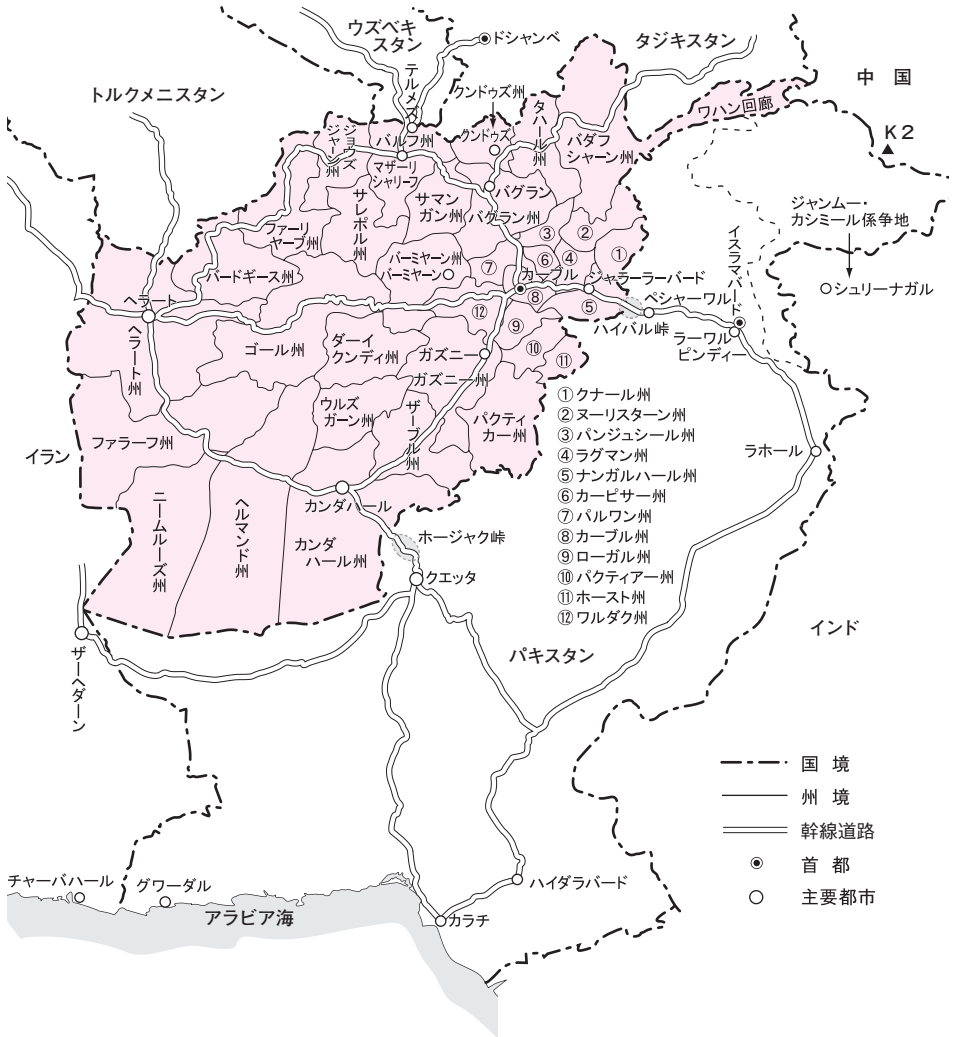 ウズベキ
スタン
ドシャンベ
タジキスタン
中国
トルクメニスタン
テルメズ
クンドゥズ州
クンドゥズ
タハール州
バダフ
シャーン州
ワハン回廊
K2
ジョウズ
ジャーン州
バルフ州
マザーリ
シャリーフ
バグラン
サマン
ガン州
バグラン州
サレポル州
ファーリ
ヤーブ州
バードギース州
バーミヤーン州
バーミヤーン
③
②
①
⑥
④
⑦
カーブル
ジャラーラーバード
⑧
⑤
⑫
⑨
⑩
⑪
ペシャーワル
ハイバル峠
イスラマバード
ラーワル
ピンディー
ジャンムー・
カシミール係争地
シュリーナガル
ヘラート
ヘラート州
ゴール州
ダーイ
クンディ州
ガズニー
ガズニー州
ウルズ
ガーン州
ザーブル州
パクティ
カー州
ファラーフ州
イラン
ニームルーズ州
ヘルマンド州
カンダハール
カンダ
ハール州
①クナール州
②ヌーリスターン州
③パンジュシール州
④ラグマン州
⑤ナンガルハール州
⑥カーピサー州
⑦パルワン州
⑧カーブル州
⑨ローガル州
⑩パクティアー州
⑪ホースト州
⑫ワルダク州
ラホール
ホージャク峠
クエッタ
ザーヘダーン
パキスタン
インド
国境
州境
幹線道路
首都
主要都市
チャーバハール
グワーダル
アラビア海
ハイダラバード
カラチ